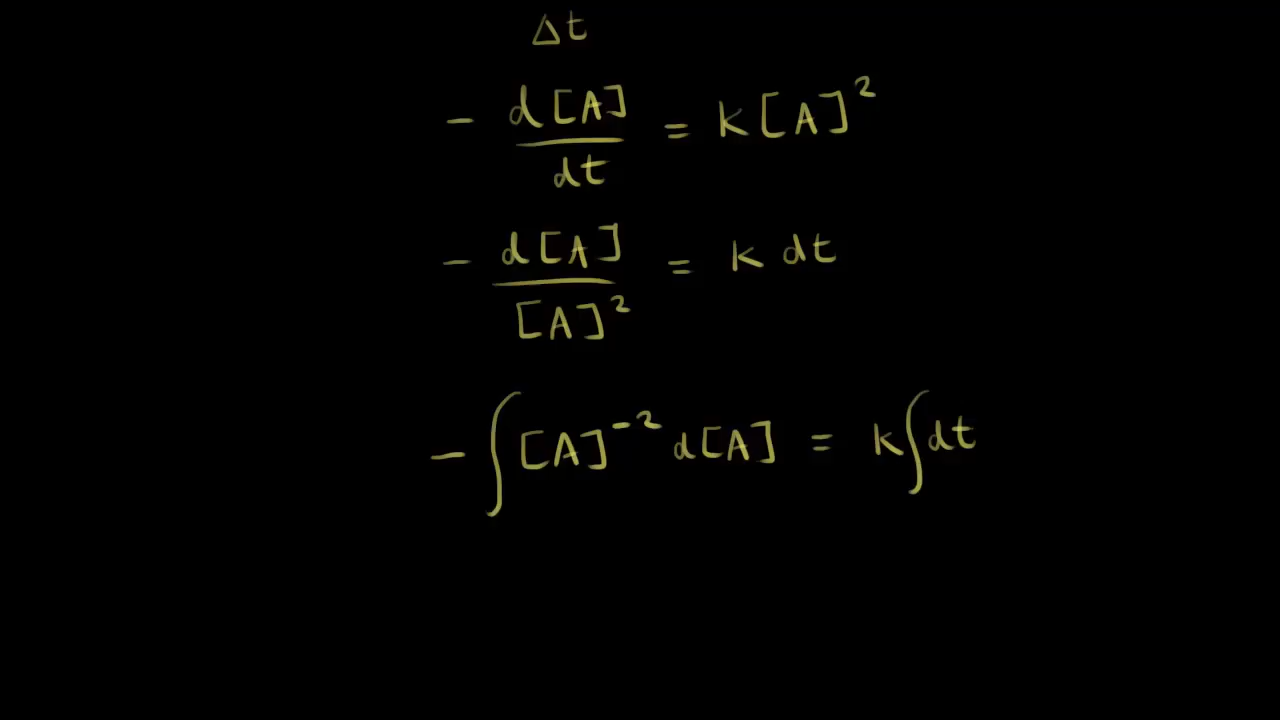 Δt
- d[A]/dt = k[A]²
- d[A]/[A]² = k dt
- ∫[A]⁻² d[A] = k∫dt